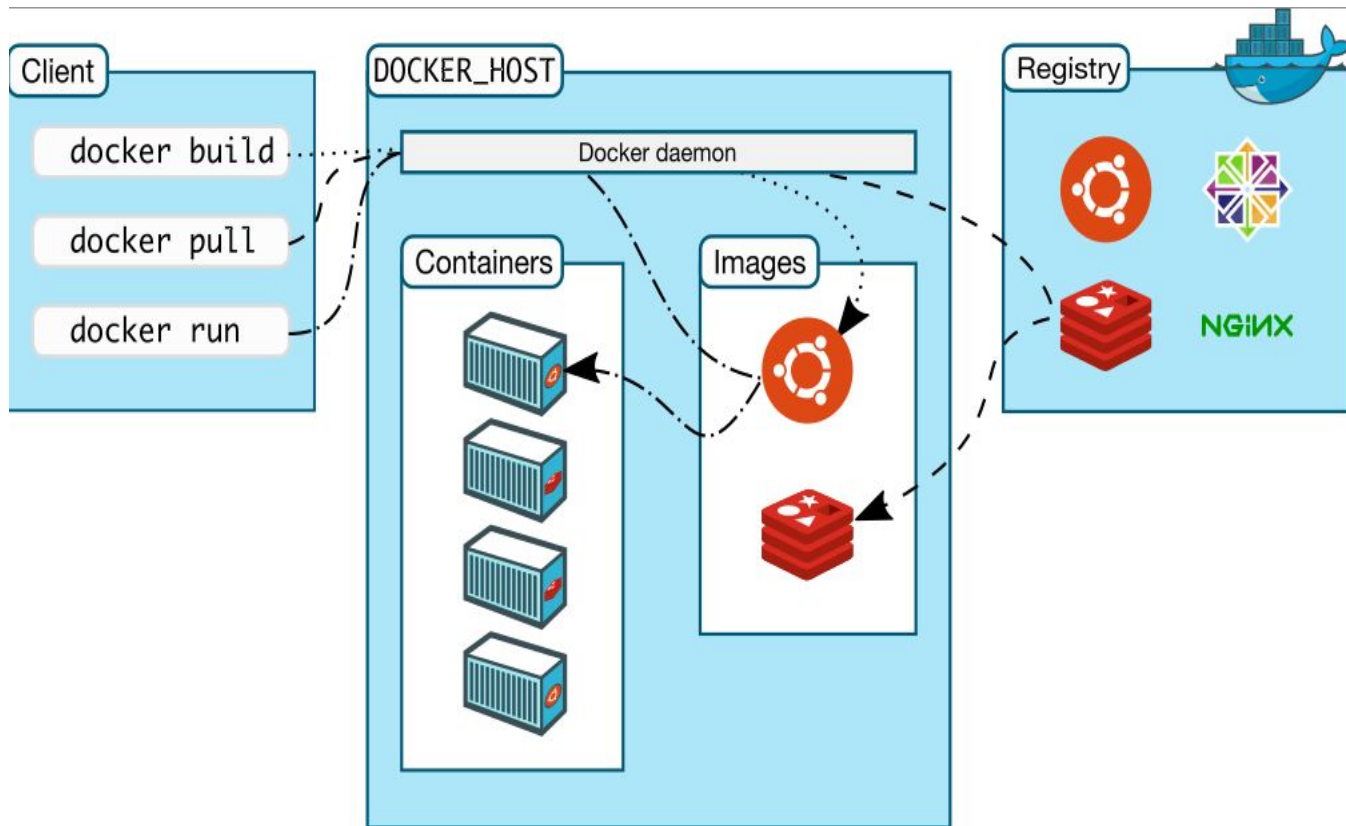 Client
docker build
docker pull
docker run
DOCKER_HOST
Docker daemon
Containers
Images
Registry
NGINX